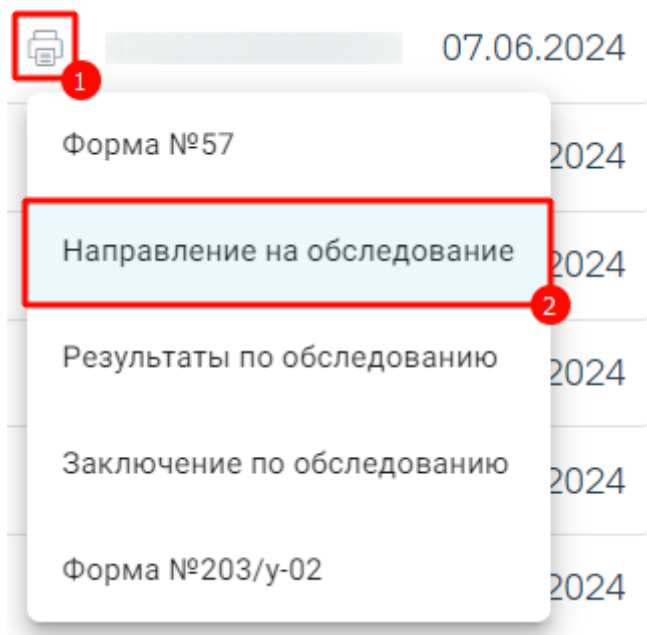 07.06.2024
1
Форма №57
2024
Направление на обследование
2024
2
Результаты по обследованию
2024
Заключение по обследованию
2024
Форма №203/у-02
2024